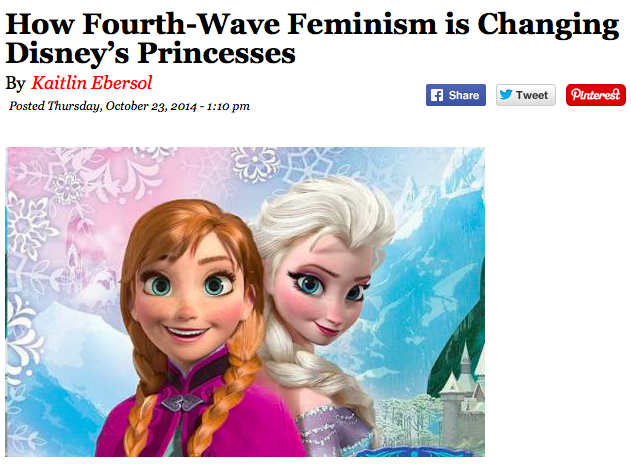 How Fourth-Wave Feminism is Changing
Disney's Princesses
By Kaitlin Ebersol
Posted Thursday, October 23, 2014 - 1:10 pm
Share
Tweet
Pinterest